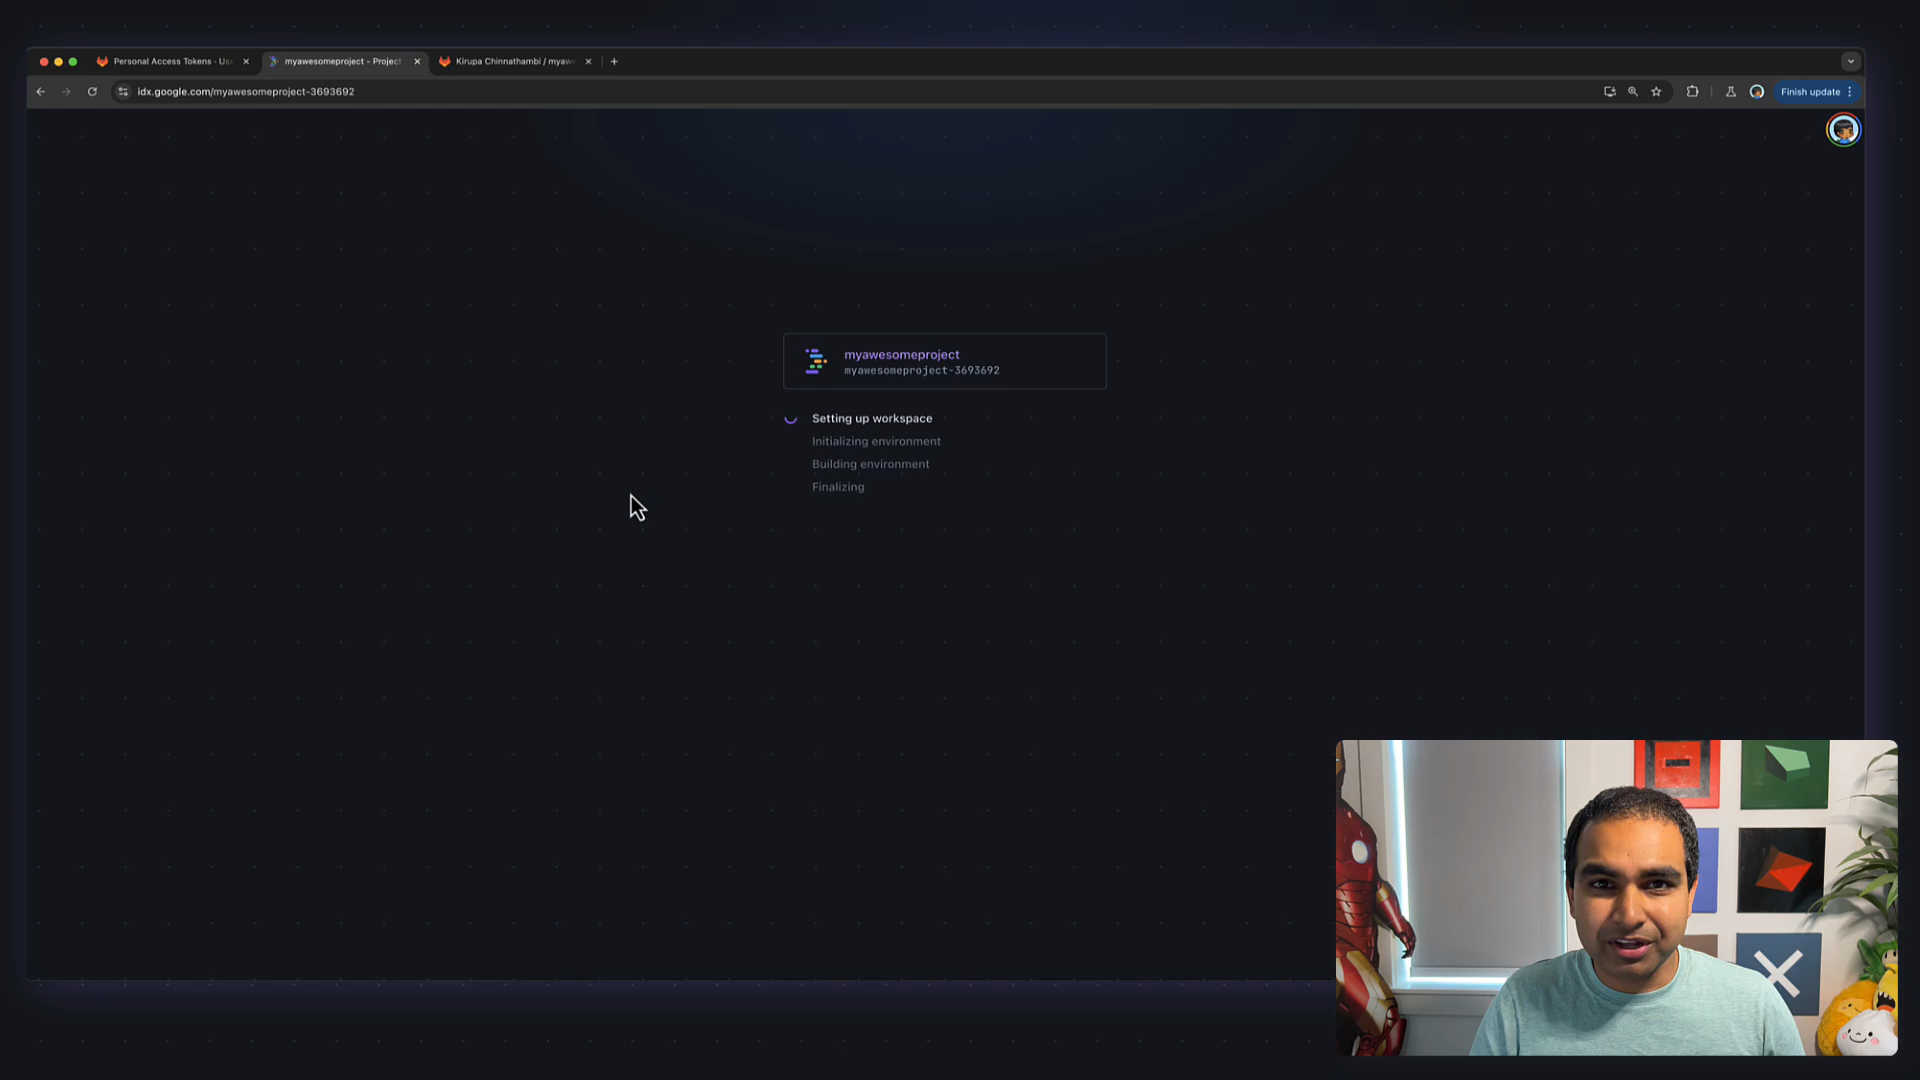 Personal Access Tokens · Us
myawesomeproject - Project
Kirupa Chinnathambi / myaw
idx.google.com/myawesomeproject-3693692
Finish update
myawesomeproject
myawesomeproject-3693692
Setting up workspace
Initializing environment
Building environment
Finalizing